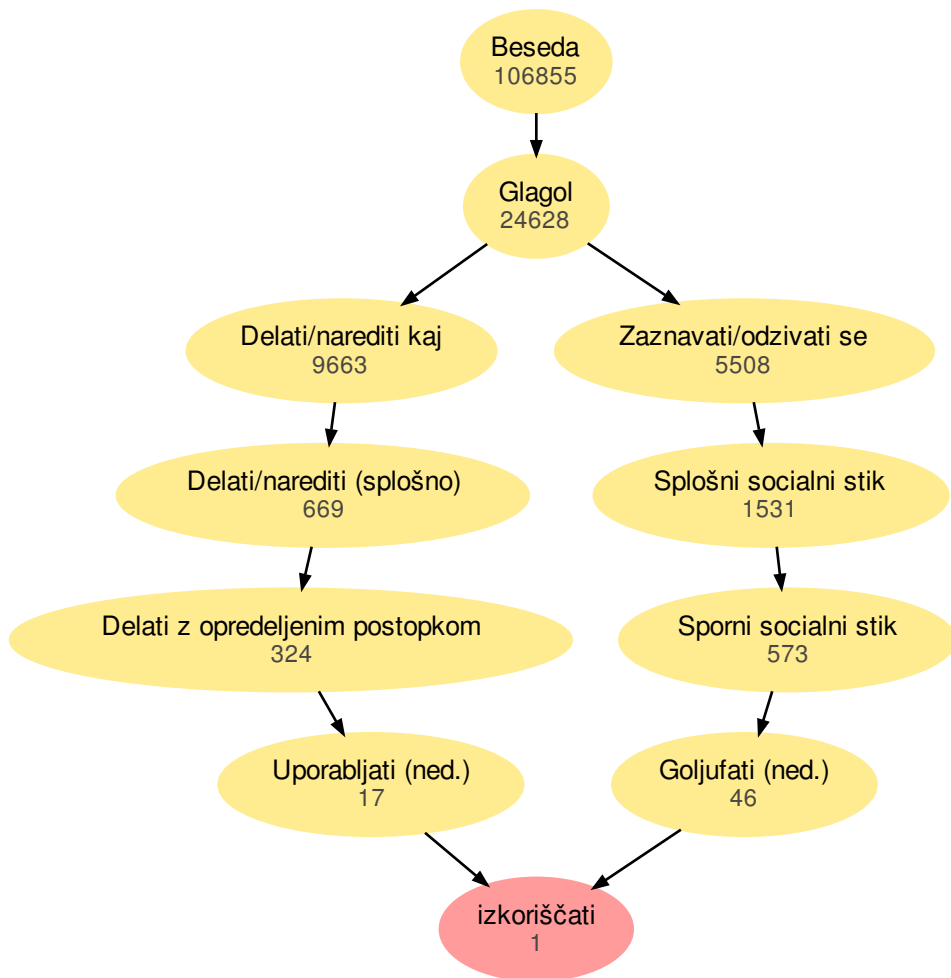 Beseda
106855
Glagol
24628
Delati/narediti kaj
9663
Zaznavati/odzivati se
5508
Delati/narediti (splošno)
669
Splošni socialni stik
1531
Delati z opredeljenim postopkom
324
Sporni socialni stik
573
Uporabljati (ned.)
17
Goljufati (ned.)
46
izkoriščati
1